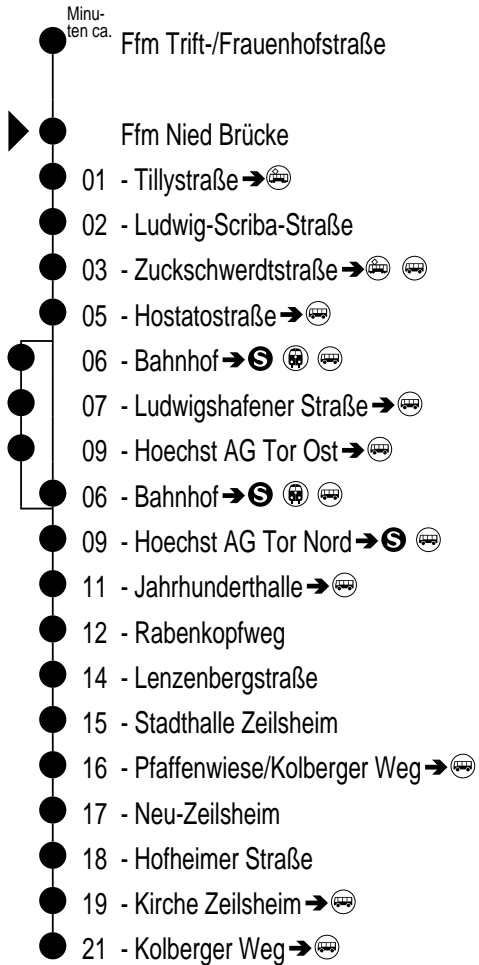 Minu-
ten ca.
Ffm Trift-/Frauenhofstraße
Ffm Nied Brücke
01 - Tillystraße ➔
02 - Ludwig-Scriba-Straße
03 - Zuckschwerdtstraße ➔
05 - Hostatostraße ➔
06 - Bahnhof ➔ S
07 - Ludwigshafener Straße ➔
09 - Hoechst AG Tor Ost ➔
06 - Bahnhof ➔ S
09 - Hoechst AG Tor Nord ➔ S
11 - Jahrhunderthalle ➔
12 - Rabenkopfweg
14 - Lenzenbergstraße
15 - Stadthalle Zeilsheim
16 - Pfaffenwiese/Kolberger Weg ➔
17 - Neu-Zeilsheim
18 - Hofheimer Straße
19 - Kirche Zeilsheim ➔
21 - Kolberger Weg ➔